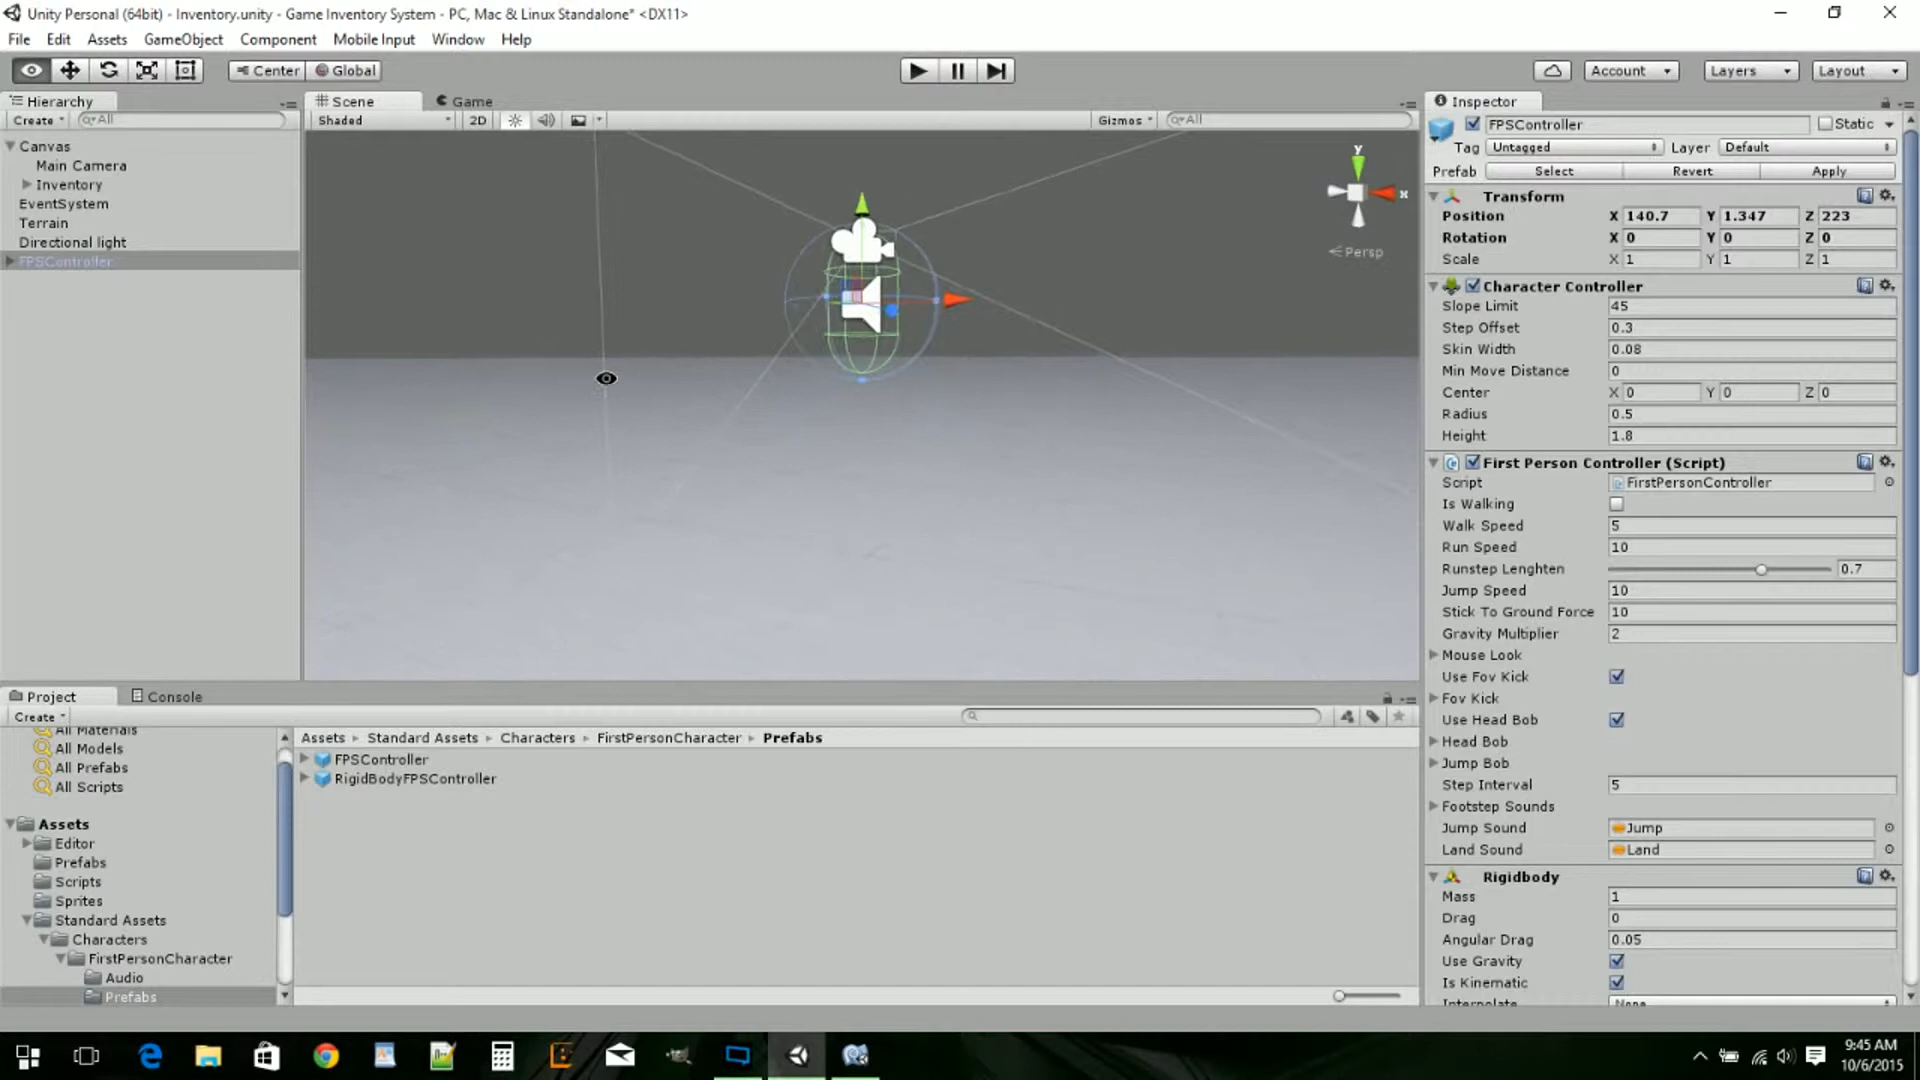 Unity Personal (64bit) - Inventory.unity - Game Inventory System - PC, Mac & Linux Standalone* <DX11>
File Edit Assets GameObject Component Mobile Input Window Help
Center Global Account Layers Layout
Hierarchy
Create All
Canvas
Main Camera
Inventory
EventSystem
Terrain
Directional light
FPSController
Scene Game
Shaded 2D Gizmos All
y
x
Persp
Inspector
FPSController Static
Tag Untagged Layer Default
Prefab Select Revert Apply
Transform
Position X 140.7 Y 1.347 Z 223
Rotation X 0 Y 0 Z 0
Scale X 1 Y 1 Z 1
Character Controller
Slope Limit 45
Step Offset 0.3
Skin Width 0.08
Min Move Distance 0
Center X 0 Y 0 Z 0
Radius 0.5
Height 1.8
First Person Controller (Script)
Script FirstPersonController
Is Walking
Walk Speed 5
Run Speed 10
Runstep Lenghten 0.7
Jump Speed 10
Stick To Ground Force 10
Gravity Multiplier 2
Mouse Look
Use Fov Kick
Fov Kick
Use Head Bob
Head Bob
Jump Bob
Step Interval 5
Footstep Sounds
Jump Sound Jump
Land Sound Land
Rigidbody
Mass 1
Drag 0
Angular Drag 0.05
Use Gravity
Is Kinematic
Interpolate None
Project Console
Create
All Materials
All Models
All Prefabs
All Scripts
Assets
Editor
Prefabs
Scripts
Sprites
Standard Assets
Characters
FirstPersonCharacter
Audio
Prefabs
Assets Standard Assets Characters FirstPersonCharacter Prefabs
FPSController
RigidBodyFPSController
9:45 AM
10/6/2015